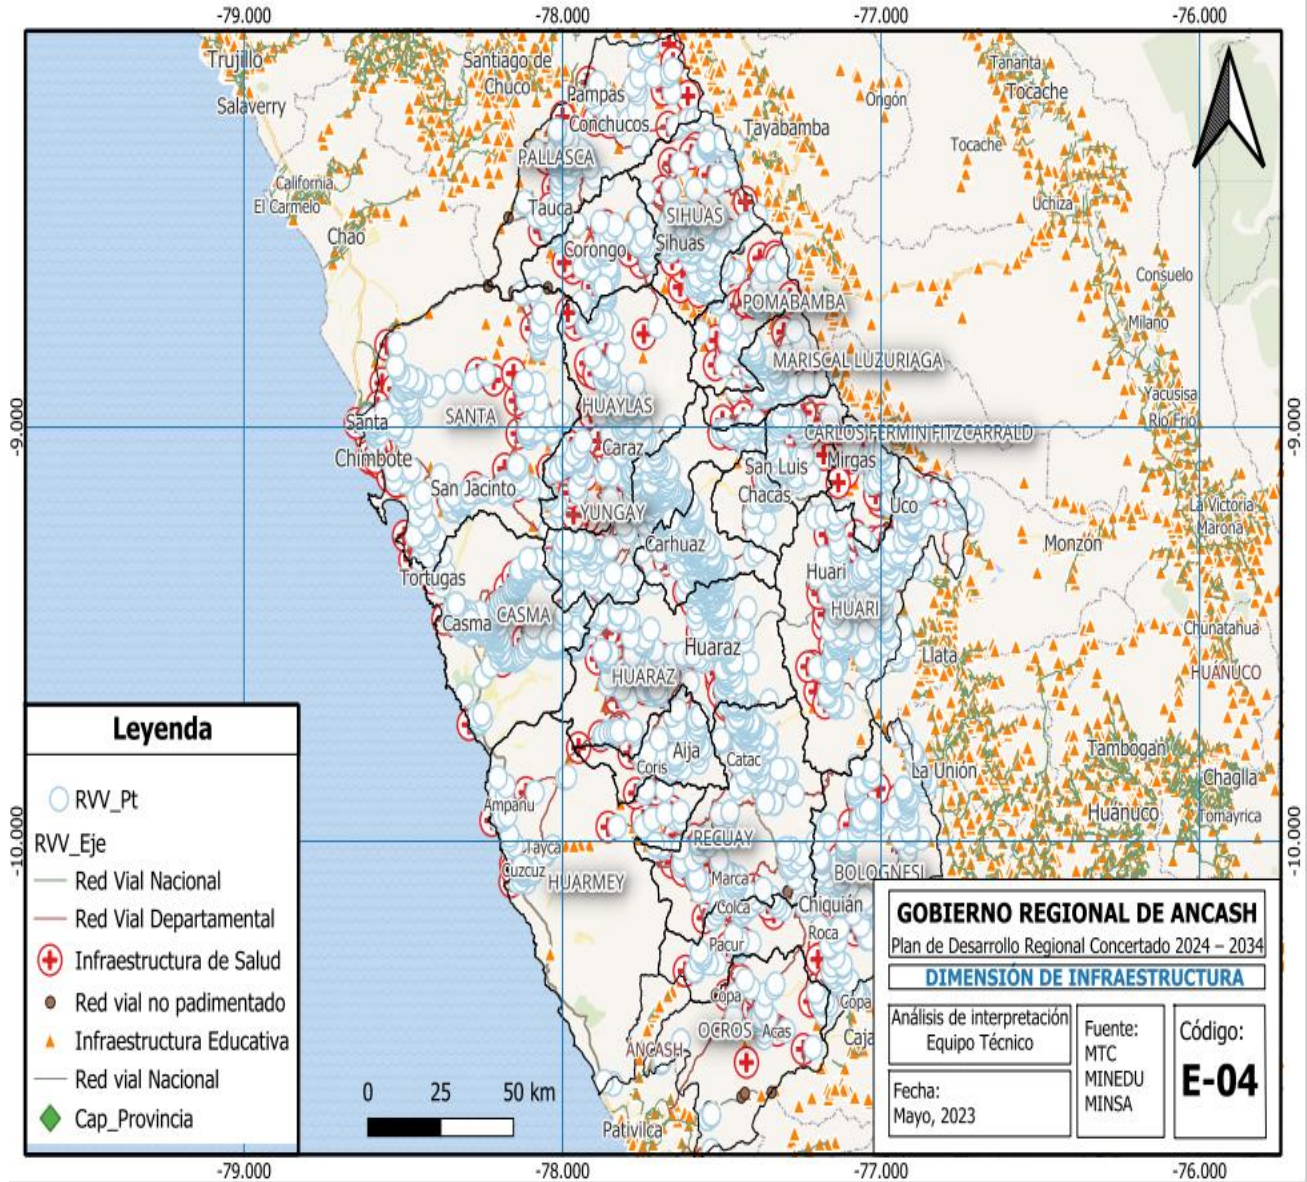 -79.000
-78.000
-77.000
-76.000
Trujillo
Salaverry
Santiago de
Chuco
Pampas
Conchucos
PALLASCA
Tayabamba
Ongón
Tananta
Tocache
Tocache
Uchiza
California
El Carmelo
Chao
Tauca
SIHUAS
Sihuas
Corongo
POMABAMBA
Consuelo
Milano
MARISCAL LUZURIAGA
Yacusisa
Río Frío
HUAYLAS
SANTA
Santa
-9.000
-9.000
CARLOS FERMIN FITZCARRALD
Caraz
Chimbote
San Luis
Mirgas
Chacas
San Jacinto
Uco
YUNGAY
La Victoria
Marona
Carhuaz
Monzón
Tortugas
Huari
CASMA
Casma
HUARI
Chunatahua
Huaraz
Llata
HUÁNUCO
HUARAZ
Aija
Catac
Coris
La Unión
Tambogan
Chaglla
Ampanu
Huánuco
Tomayrica
-10.000
-10.000
RECUAY
Tayca
Cuzcuz
HUARMEY
BOLOGNESI
Marca
Colca
Chiquián
Pacur
Roca
Copa
Copa
OCROS
Acas
Caja
ÁNCASH
Pativilca
Leyenda
RVV_Pt
RVV_Eje
Red Vial Nacional
Red Vial Departamental
Infraestructura de Salud
Red vial no padimentado
Infraestructura Educativa
Red vial Nacional
Cap_Provincia
0 25 50 km
GOBIERNO REGIONAL DE ANCASH
Plan de Desarrollo Regional Concertado 2024 – 2034
DIMENSIÓN DE INFRAESTRUCTURA
Análisis de interpretación
Equipo Técnico
Fecha:
Mayo, 2023
Fuente:
MTC
MINEDU
MINSA
Código:
E-04
-79.000
-78.000
-77.000
-76.000